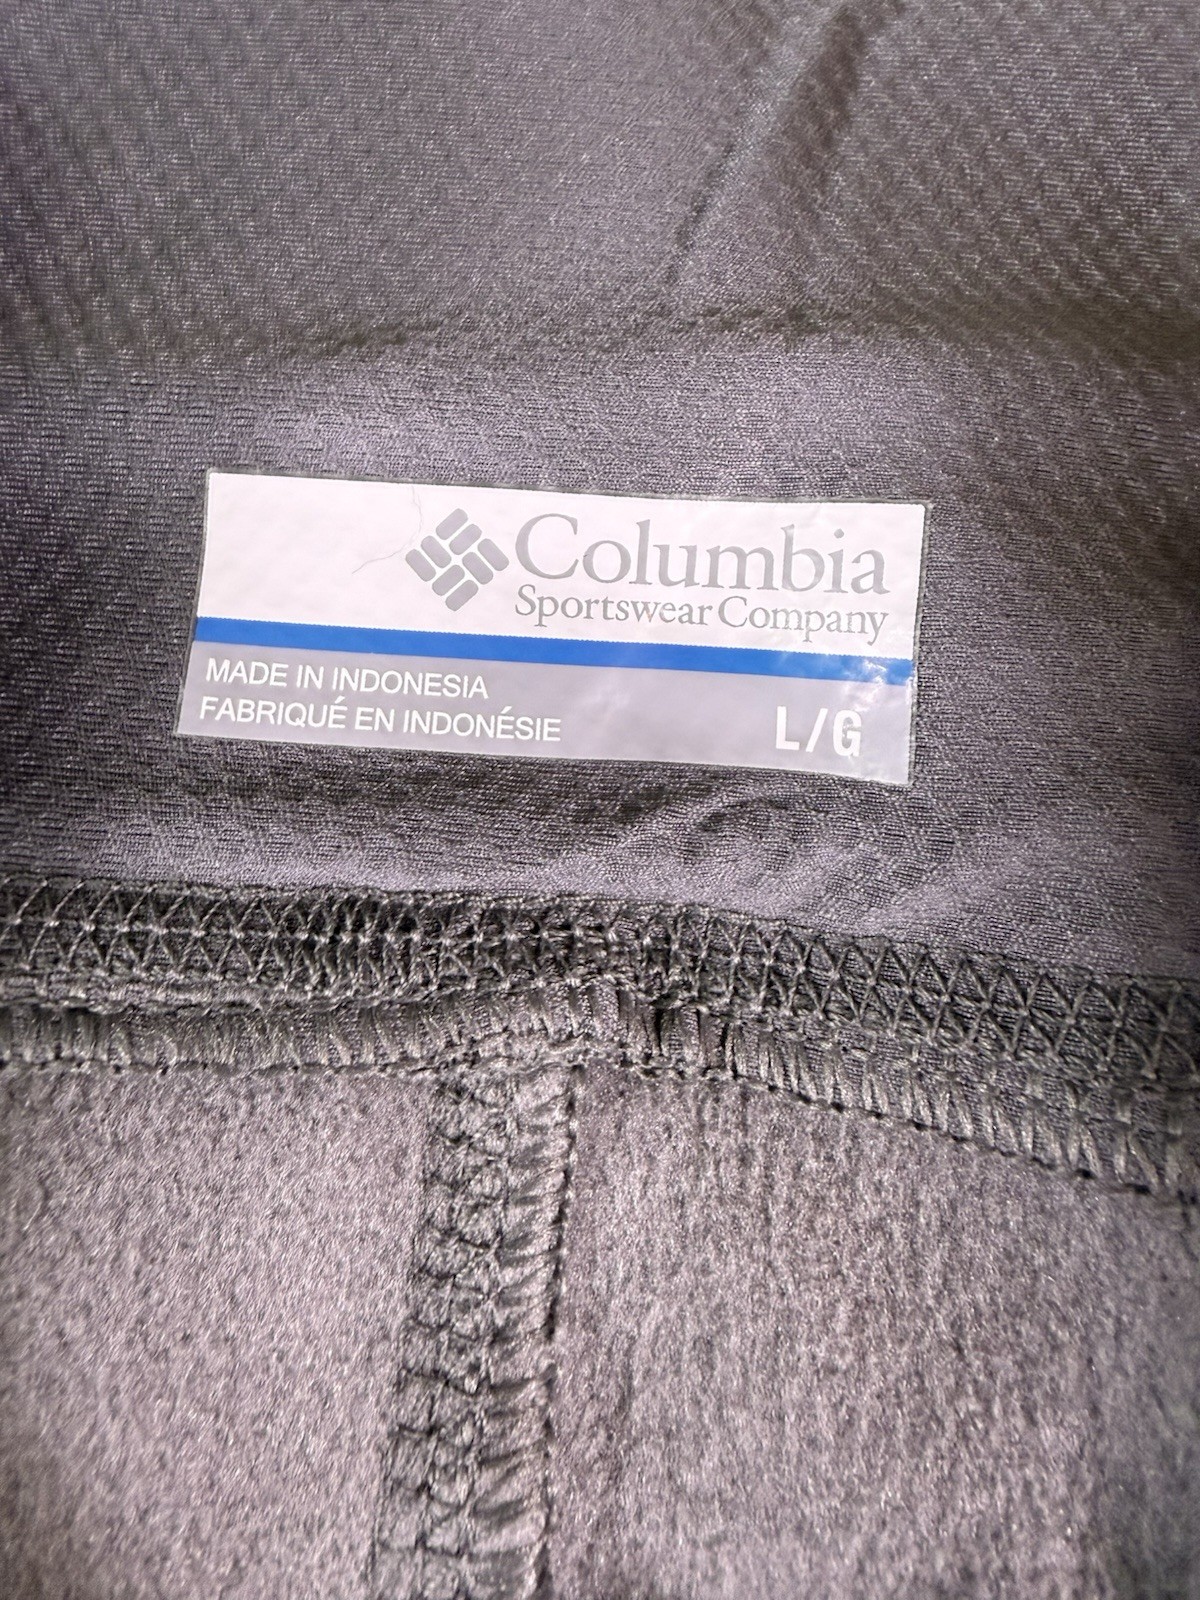 Columbia
Sportswear Company
MADE IN INDONESIA
FABRIQUÉ EN INDONÉSIE
L/G